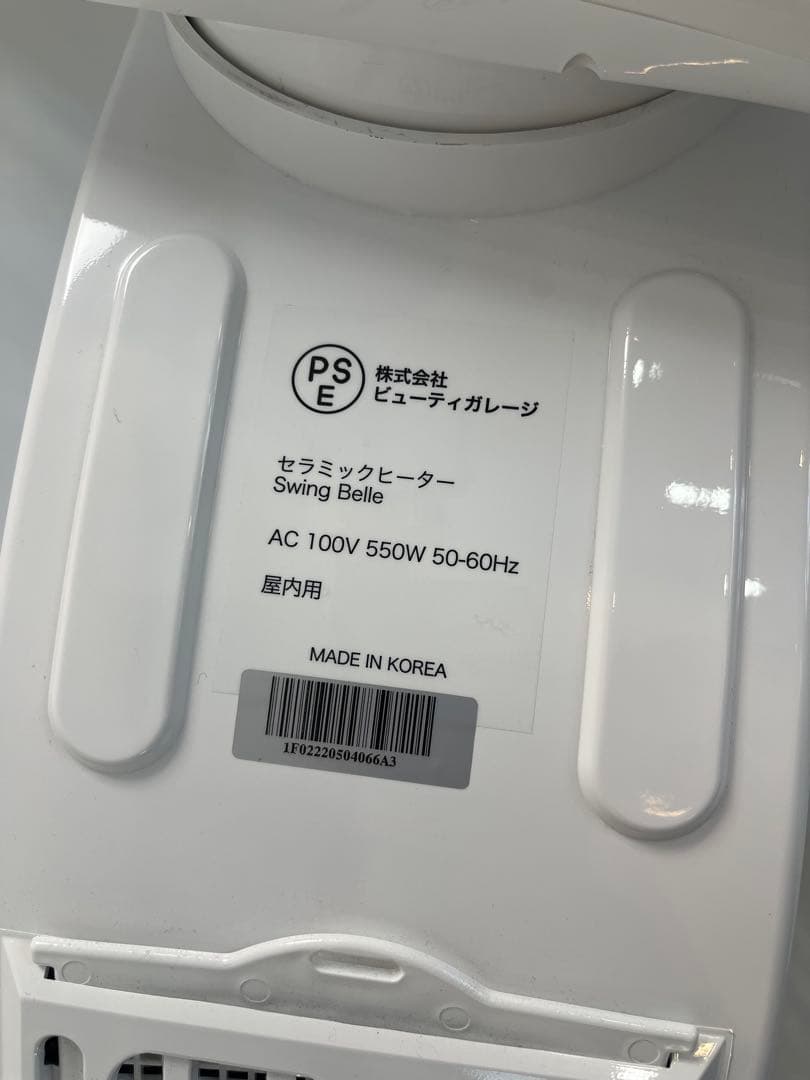 PS
E
株式会社
ビューティガレージ
セラミックヒーター
Swing Belle
AC 100V 550W 50-60Hz
屋内用
MADE IN KOREA
1F02220504066A3